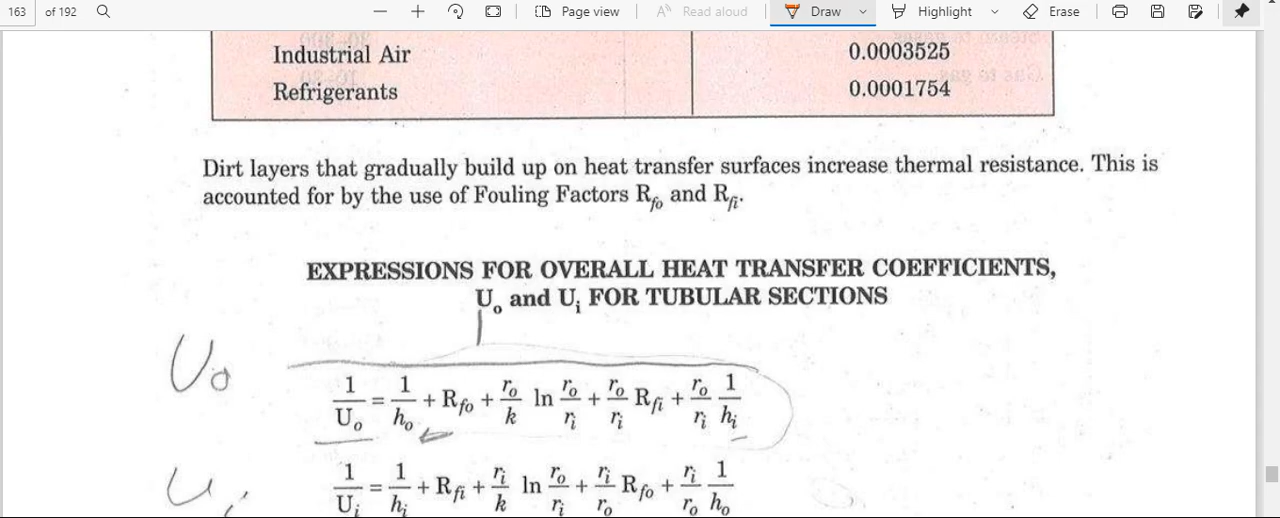 163 of 192 Page view Read aloud Draw Highlight Erase
Industrial Air 0.0003525
Refrigerants 0.0001754
Dirt layers that gradually build up on heat transfer surfaces increase thermal resistance. This is
accounted for by the use of Fouling Factors R_fo and R_fi.
EXPRESSIONS FOR OVERALL HEAT TRANSFER COEFFICIENTS,
U_o and U_i FOR TUBULAR SECTIONS
U_o
1/U_o = 1/h_o + R_fo + r_o/k ln r_o/r_i + r_o/r_i R_fi + r_o/r_i 1/h_i
U_i
1/U_i = 1/h_i + R_fi + r_i/k ln r_o/r_i + r_i/r_o R_fo + r_i/r_o 1/h_o